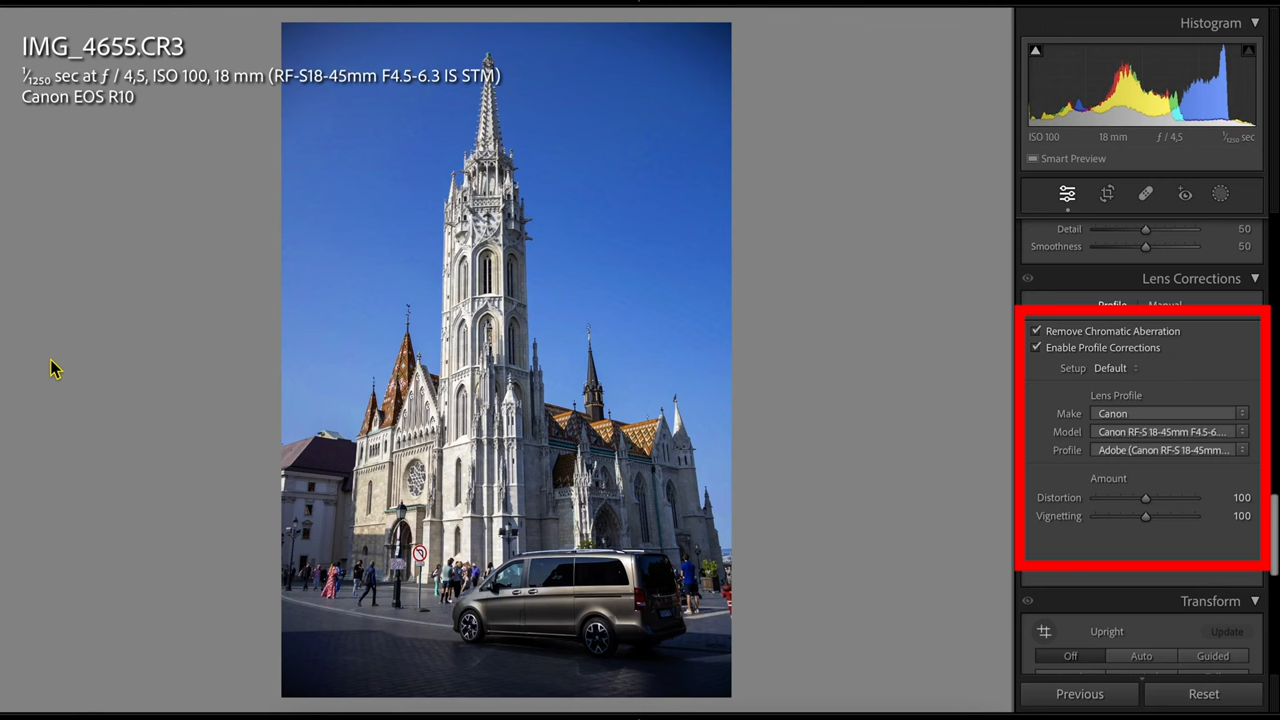 IMG_4655.CR3
1/1250 sec at ƒ / 4,5, ISO 100, 18 mm (RF-S18-45mm F4.5-6.3 IS STM)
Canon EOS R10
Histogram
ISO 100 18 mm ƒ / 4,5 1/1250 sec
Smart Preview
Detail 50
Smoothness 50
Lens Corrections
Profile Manual
Remove Chromatic Aberration
Enable Profile Corrections
Setup Default
Lens Profile
Make Canon
Model Canon RF-S 18-45mm F4.5-6....
Profile Adobe (Canon RF-S 18-45mm...
Amount
Distortion 100
Vignetting 100
Transform
Upright Update
Off Auto Guided
Previous Reset